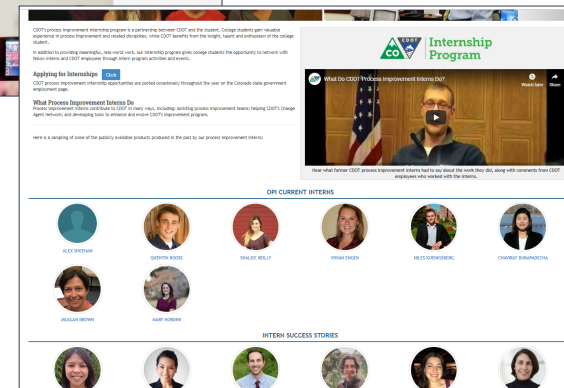 CDOT's process improvement internship program is a partnership between CDOT and the student. College students gain valuable
experience in process improvement and related disciplines, while CDOT benefits from the insight, talent and enthusiasm of the college
student.
In addition to providing meaningful, real-world work, our internship program gives college students the opportunity to network with
fellow interns and CDOT program through intern program activities and events.
Applying for Internships Click
CDOT process improvement internship opportunities are posted occasionally throughout the year on the Colorado state government
employment page.
What Process Improvement Interns Do
Process improvement interns contribute to CDOT in many ways, including: assisting process improvement teams; helping CDOT's Change
Agent Network; and developing tools to enhance and evolve CDOT's improvement program.
Here is a sampling of some of the publicly available products produced in the past by our process improvement interns:
CO CDOT
Internship
Program
What Do CDOT Process Improvement Interns Do?
Watch later Share
Hear what former CDOT process improvement interns had to say about the work they did, along with comments from CDOT
employees who worked with the interns.
OPI CURRENT INTERNS
ALEX SHEEHAN
QUENTIN BOOSE
SHALICE REILLY
VIVIAN ENGEN
NILES KOENIGSBERG
CHAVIRAT BURAPADECHA
MEAGAN BROWN
MARY HORDER
INTERN SUCCESS STORIES